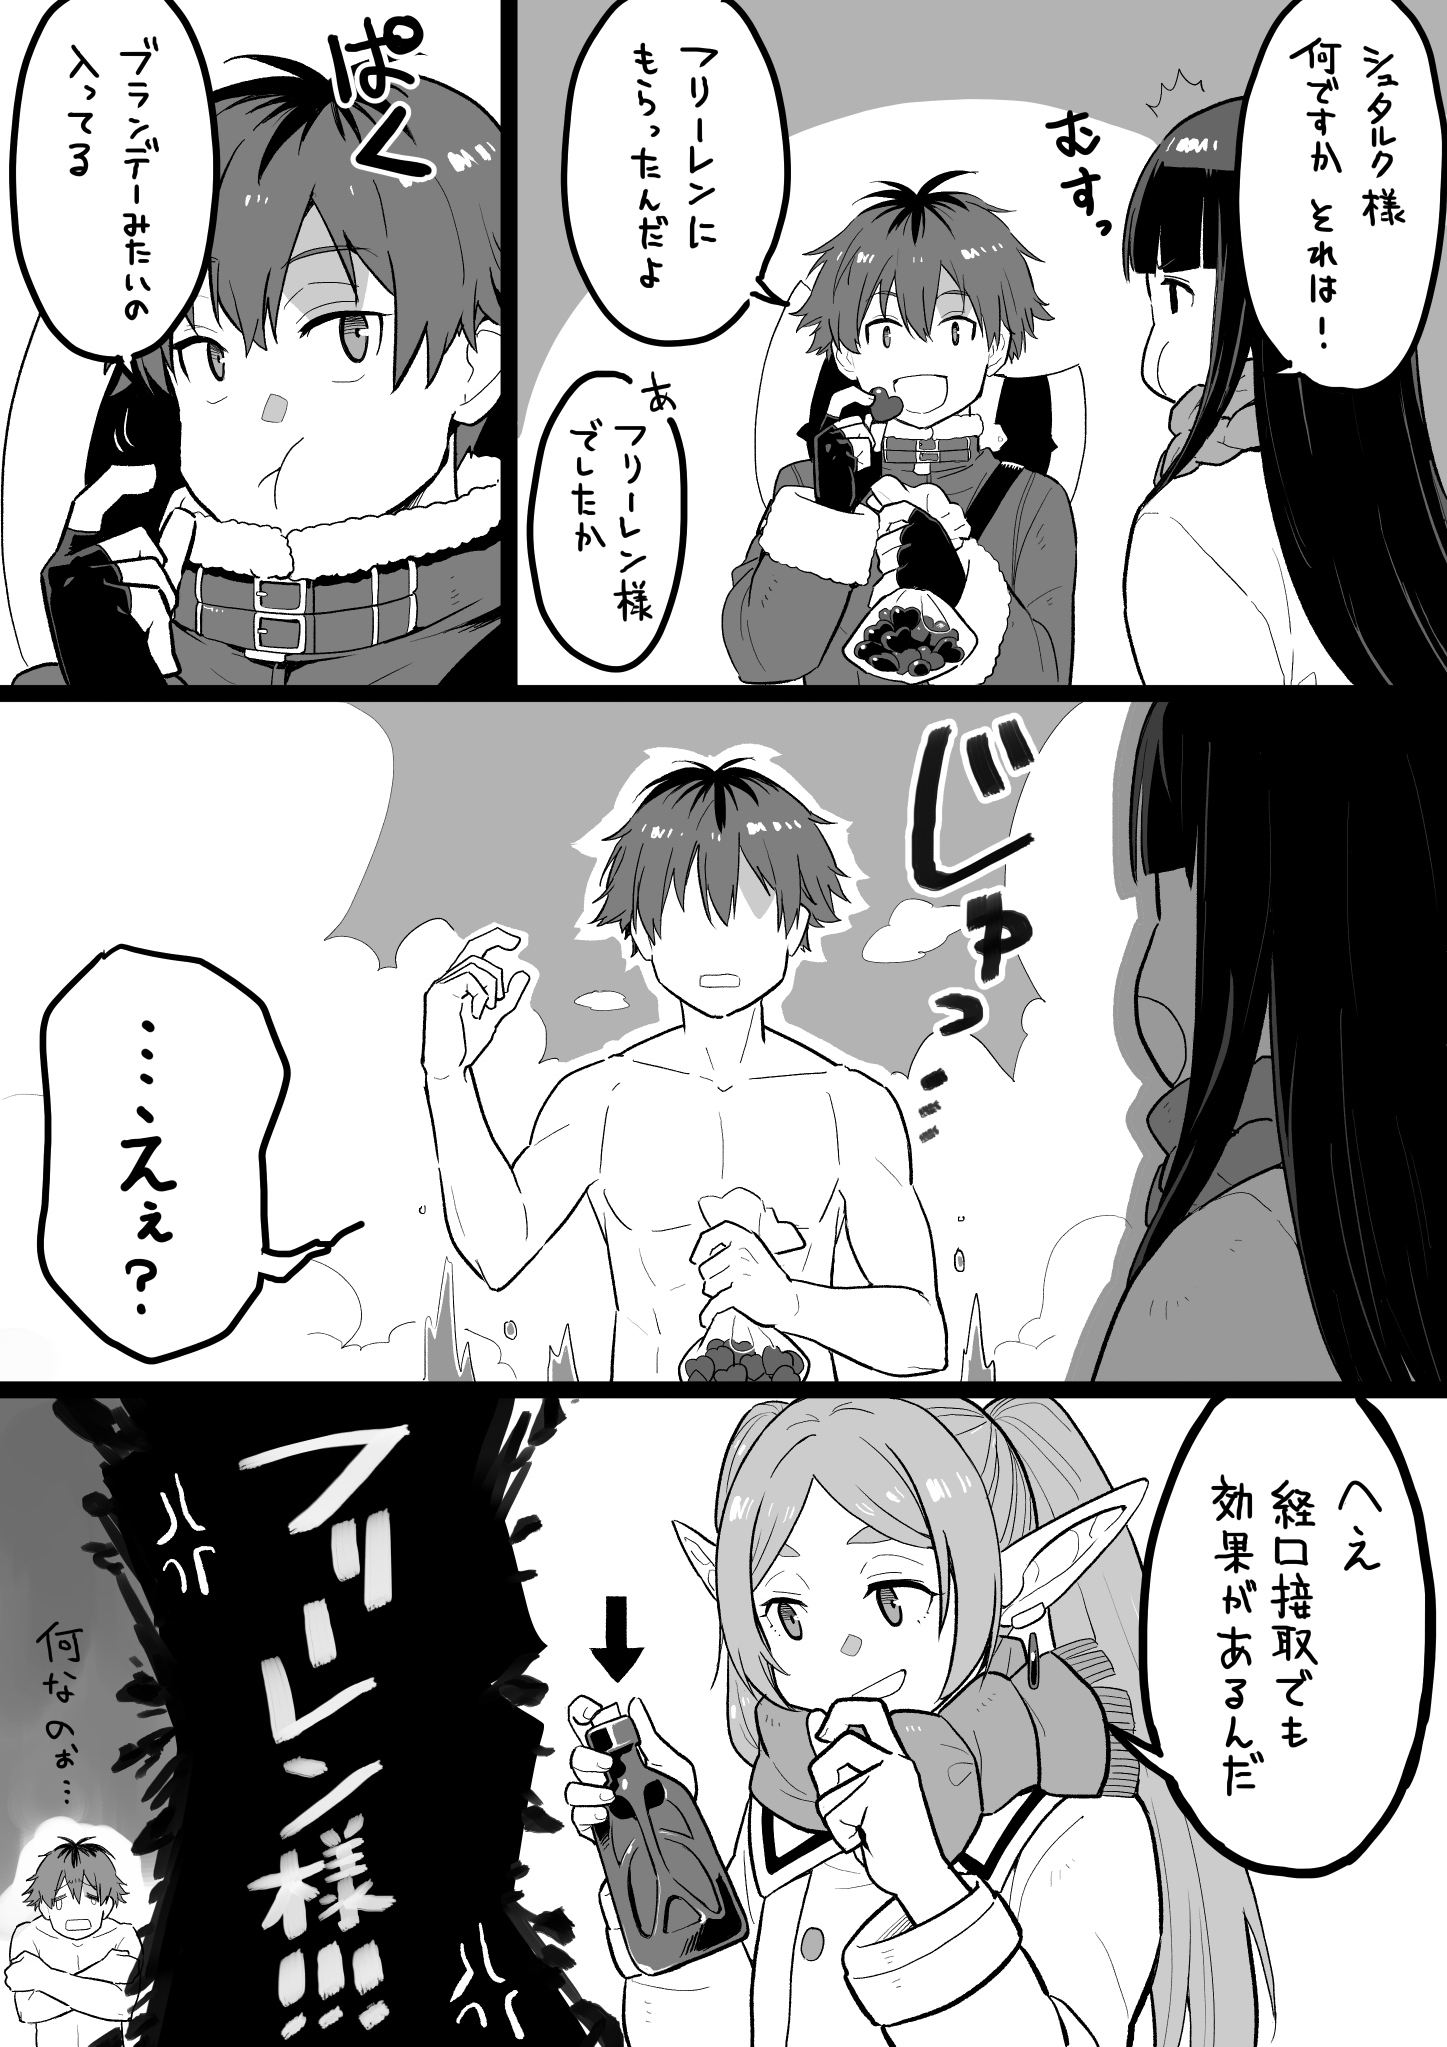 シュタルク様
何ですか それは！
むすっ
フリーレンに
もらったんだよ
あ
フリーレン様
でしたか
ぱく
ブランデーみたいの
入ってる
じゅっ…
……えぇ？
へえ
経口接取でも
効果があるんだ
フリーレン様!!!
何なのぉ…